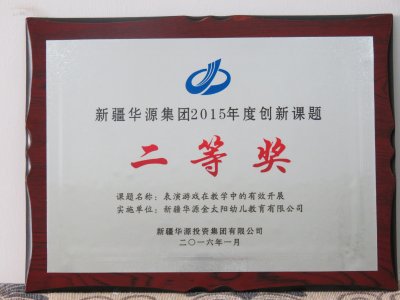 新疆华源集团2015年度创新课题
二等奖
课题名称：表演游戏在教学中的有效开展
实施单位：新疆华源金太阳幼儿教育有限公司
新疆华源投资集团有限公司
二〇一六年一月